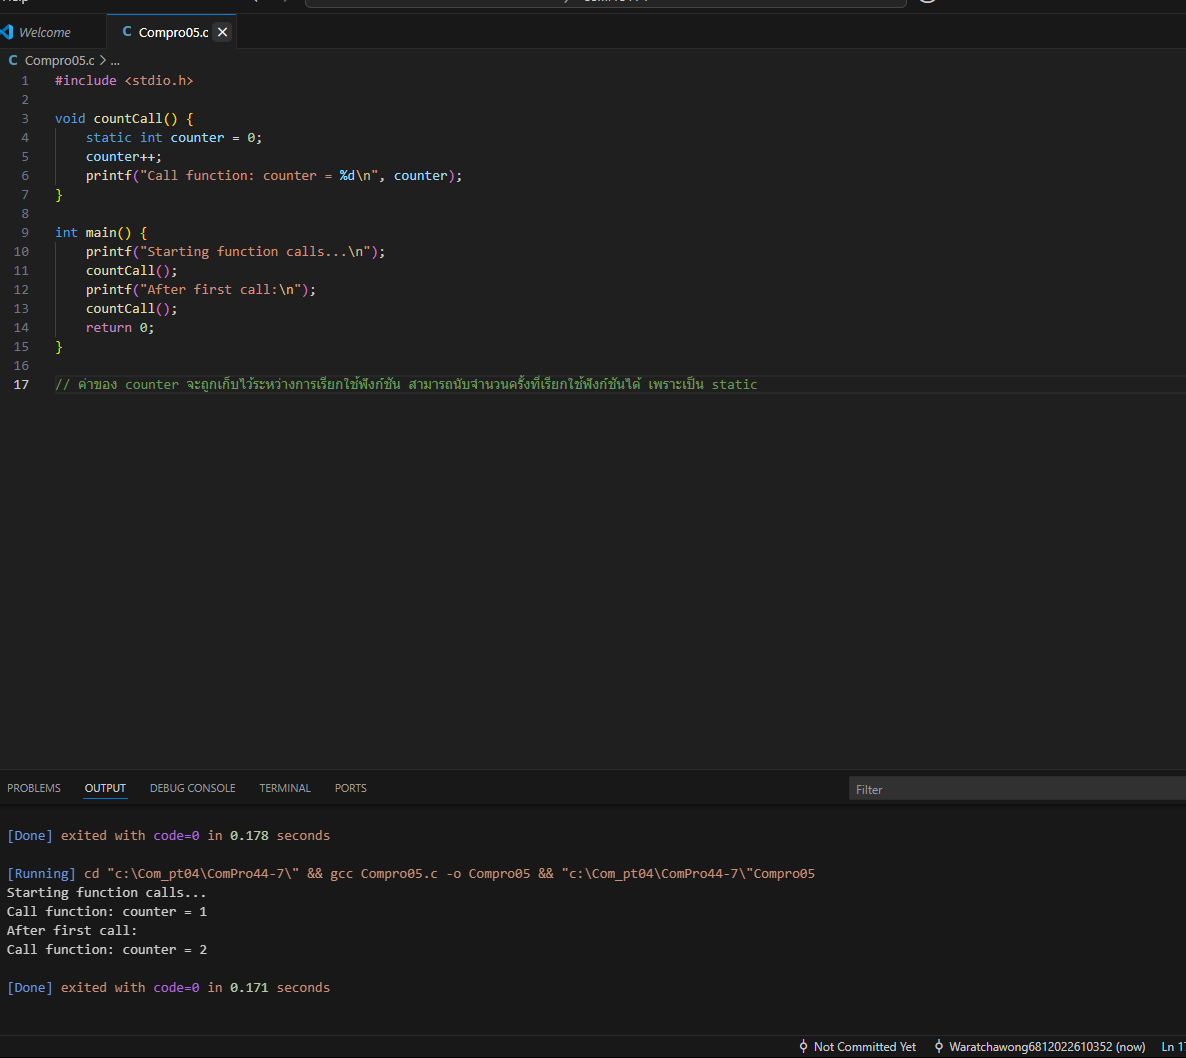 Welcome
Compro05.c
Compro05.c > ...
1 #include <stdio.h>
2
3 void countCall() {
4     static int counter = 0;
5     counter++;
6     printf("Call function: counter = %d\n", counter);
7 }
8
9 int main() {
10     printf("Starting function calls...\n");
11     countCall();
12     printf("After first call:\n");
13     countCall();
14     return 0;
15 }
16
17 // ค่าของ counter จะถูกเก็บไว้ระหว่างการเรียกใช้ฟังก์ชัน สามารถนับจำนวนครั้งที่เรียกใช้ฟังก์ชันได้ เพราะเป็น static
PROBLEMS OUTPUT DEBUG CONSOLE TERMINAL PORTS Filter
[Done] exited with code=0 in 0.178 seconds
[Running] cd "c:\Com_pt04\ComPro44-7\" && gcc Compro05.c -o Compro05 && "c:\Com_pt04\ComPro44-7\"Compro05
Starting function calls...
Call function: counter = 1
After first call:
Call function: counter = 2
[Done] exited with code=0 in 0.171 seconds
Not Committed Yet Waratchawong6812022610352 (now) Ln